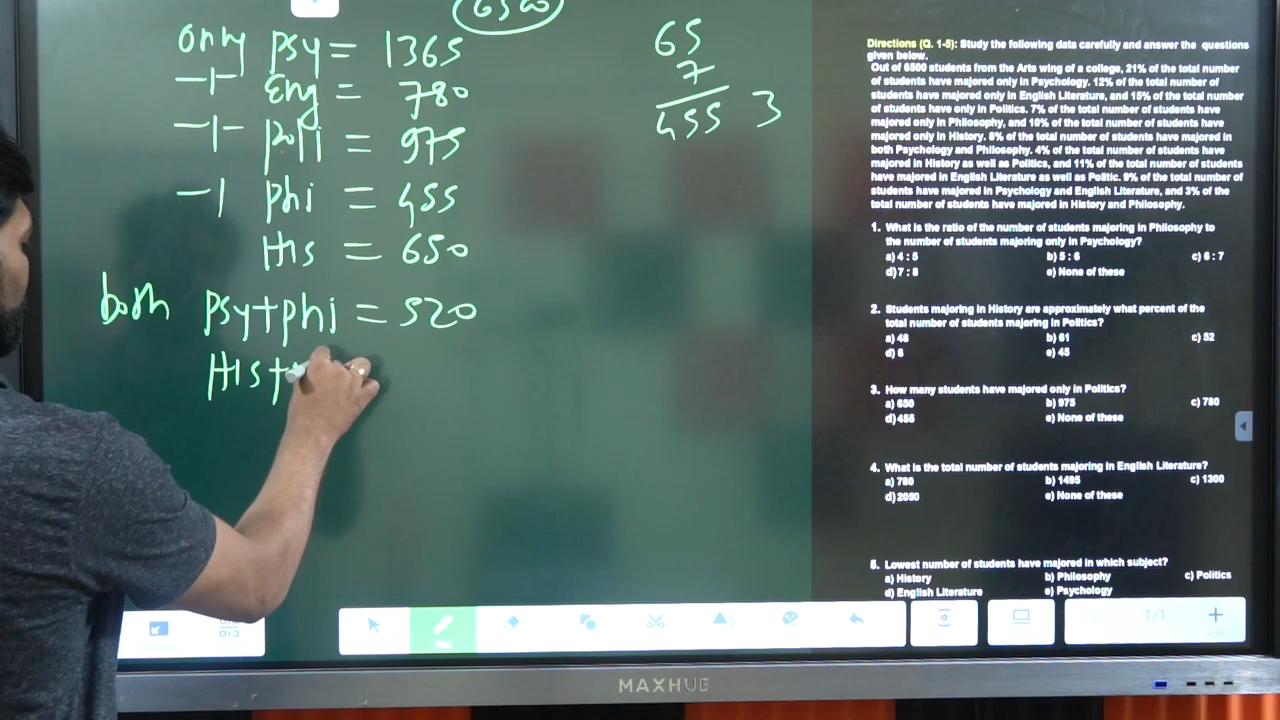 6500
only psy = 1365
-1- Eng = 780
-1- poli = 975
-1 phi = 455
His = 650
both psy+phi = 520
His+
65
7
455 3
Directions (Q. 1-5): Study the following data carefully and answer the questions
given below.
Out of 6500 students from the Arts wing of a college, 21% of the total number
of students have majored only in Psychology. 12% of the total number of
students have majored only in English Literature, and 15% of the total number
of students have only in Politics. 7% of the total number of students have
majored only in Philosophy, and 10% of the total number of students have
majored only in History. 8% of the total number of students have majored in
both Psychology and Philosophy. 4% of the total number of students have
majored in History as well as Politics, and 11% of the total number of students
have majored in English Literature as well as Politic. 9% of the total number of
students have majored in Psychology and English Literature, and 3% of the
total number of students have majored in History and Philosophy.
1. What is the ratio of the number of students majoring in Philosophy to
the number of students majoring only in Psychology?
a) 4 : 5 b) 5 : 6 c) 6 : 7
d) 7 : 8 e) None of these
2. Students majoring in History are approximately what percent of the
total number of students majoring in Politics?
a) 48 b) 61 c) 52
d) 6 e) 45
3. How many students have majored only in Politics?
a) 650 b) 975 c) 780
d) 455 e) None of these
4. What is the total number of students majoring in English Literature?
a) 780 b) 1495 c) 1300
d) 2050 e) None of these
5. Lowest number of students have majored in which subject?
a) History b) Philosophy c) Politics
d) English Literature e) Psychology
1/1
MAXHUB